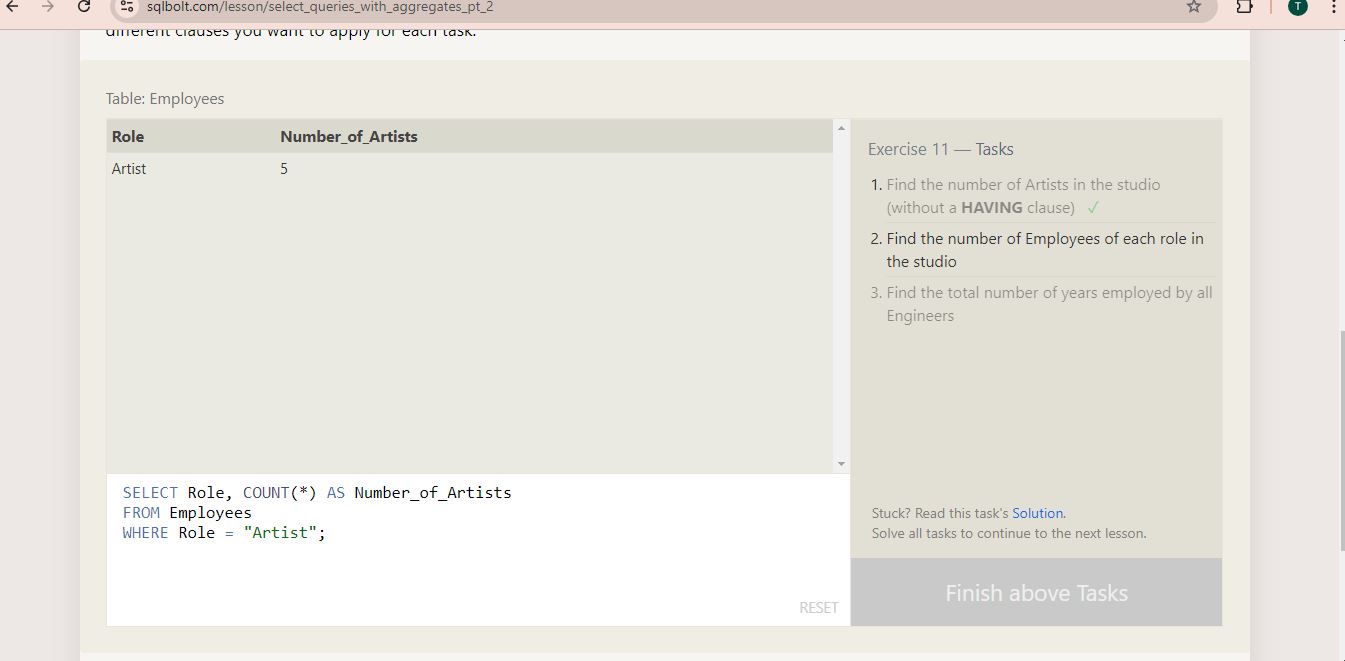 sqlbolt.com/lesson/select_queries_with_aggregates_pt_2
T
different clauses you want to apply for each task.
Table: Employees
Role Number_of_Artists
Artist 5
SELECT Role, COUNT(*) AS Number_of_Artists
FROM Employees
WHERE Role = "Artist";
RESET
Exercise 11 — Tasks
1. Find the number of Artists in the studio
(without a HAVING clause) ✓
2. Find the number of Employees of each role in
the studio
3. Find the total number of years employed by all
Engineers
Stuck? Read this task's Solution.
Solve all tasks to continue to the next lesson.
Finish above Tasks